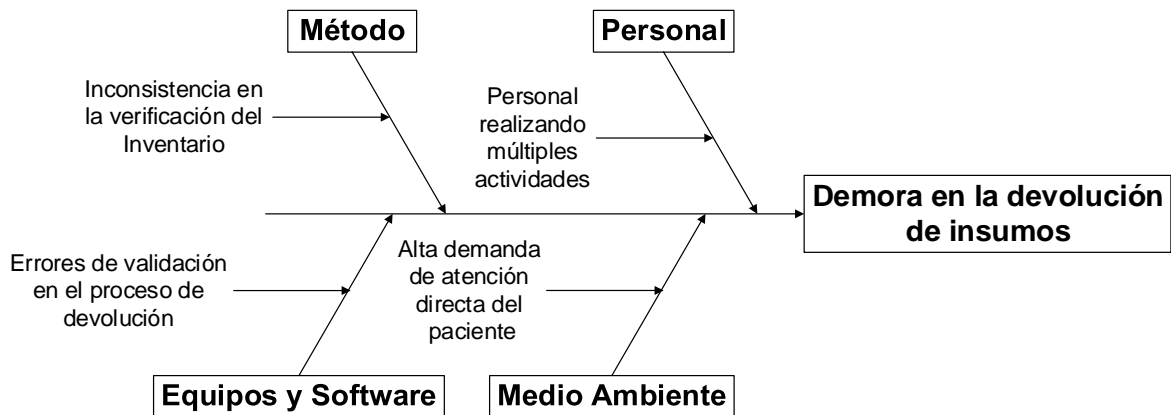 Método
Personal
Inconsistencia en
la verificación del
Inventario
Personal
realizando
múltiples
actividades
Demora en la devolución
de insumos
Errores de validación
en el proceso de
devolución
Alta demanda
de atención
directa del
paciente
Equipos y Software
Medio Ambiente